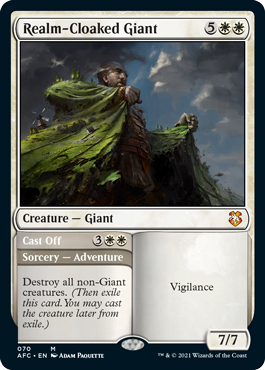 Realm-Cloaked Giant 5
Creature — Giant
Cast Off 3
Sorcery — Adventure
Destroy all non-Giant
creatures. (Then exile
this card. You may cast
the creature later from
exile.)
Vigilance
7/7
070 M
AFC • EN Adam Paquette
™ & © 2021 Wizards of the Coast